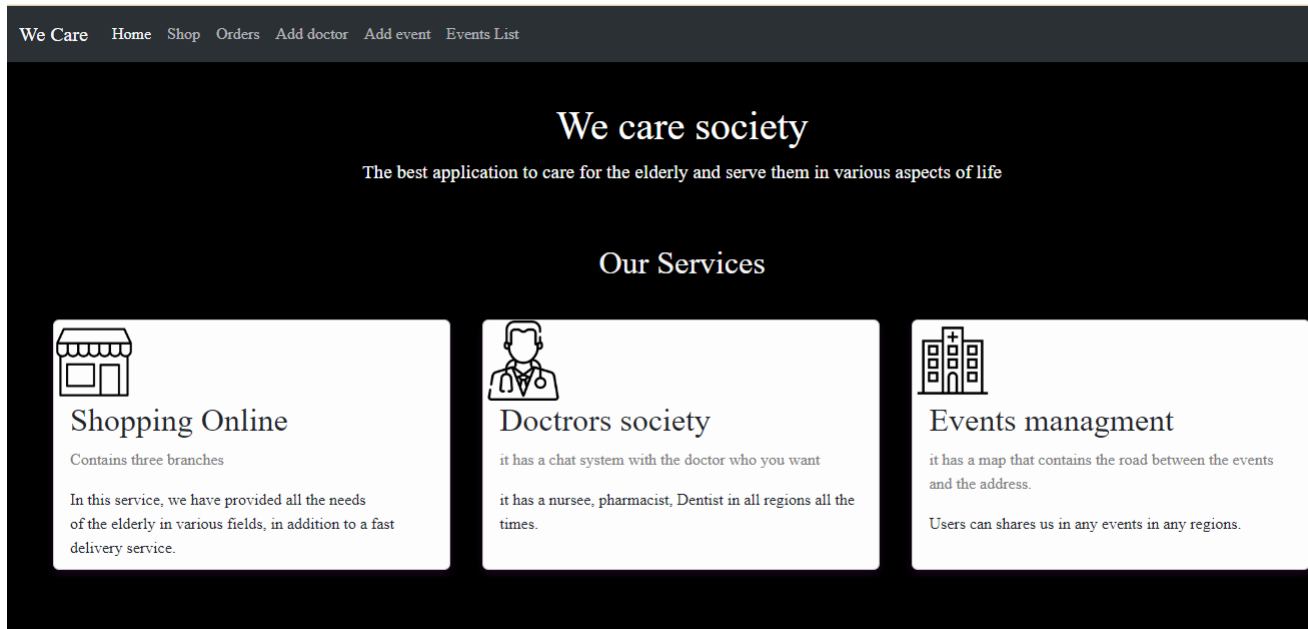 We Care Home Shop Orders Add doctor Add event Events List
We care society
The best application to care for the elderly and serve them in various aspects of life
Our Services
Shopping Online
Contains three branches
In this service, we have provided all the needs
of the elderly in various fields, in addition to a fast
delivery service.
Doctrors society
it has a chat system with the doctor who you want
it has a nursee, pharmacist, Dentist in all regions all the
times.
Events managment
it has a map that contains the road between the events
and the address.
Users can shares us in any events in any regions.